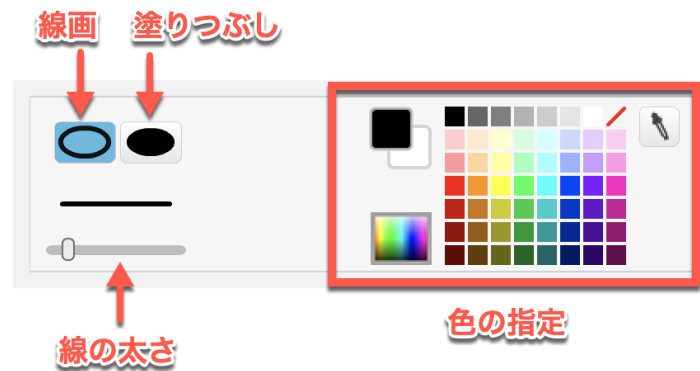 線画
塗りつぶし
線の太さ
色の指定